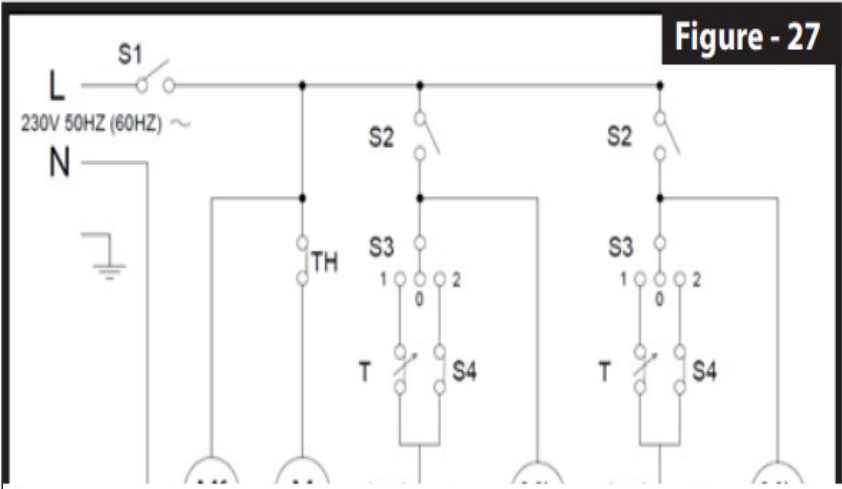 Figure - 27
S1
L
230V 50HZ (60HZ) ~
N
S2
S2
TH
S3
1
0
2
S3
1
0
2
T
S4
T
S4